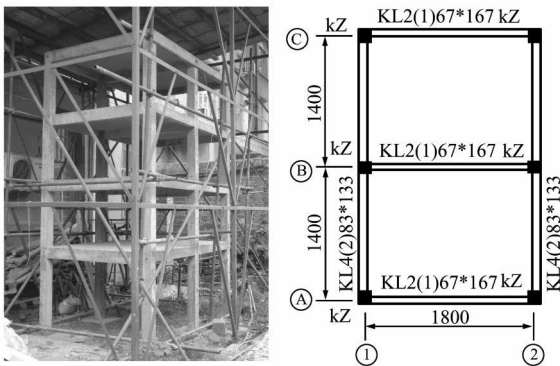 kZ KL2(1)67*167 kZ
C
1400
kZ KL2(1)67*167 kZ
B
1400
KL4(2)83*133
KL4(2)83*133
KL2(1)67*167 kZ
A
kZ
1800
1 2